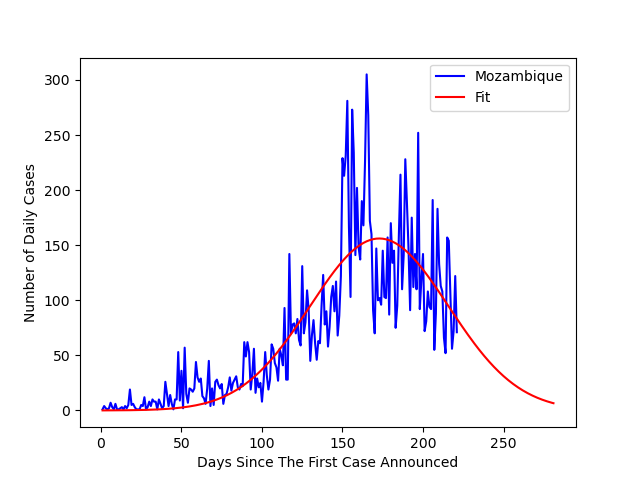 Mozambique
Fit
300
250
200
150
100
50
0
Number of Daily Cases
0 50 100 150 200 250
Days Since The First Case Announced